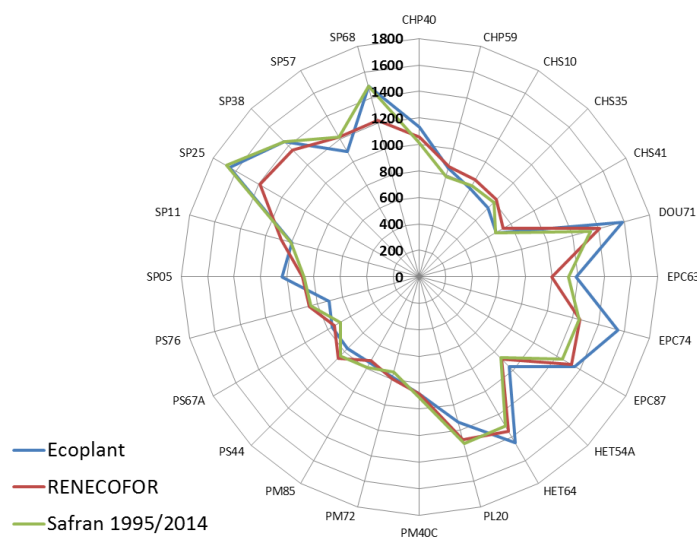 CHP40
CHP59
CHS10
CHS35
CHS41
DOU71
EPC63
EPC74
EPC87
HET54A
HET64
PL20
PM40C
PM72
PM85
PS44
PS67A
PS76
SP05
SP11
SP25
SP38
SP57
SP68
1800
1600
1400
1200
1000
800
600
400
200
0
Ecoplant
RENECOFOR
Safran 1995/2014